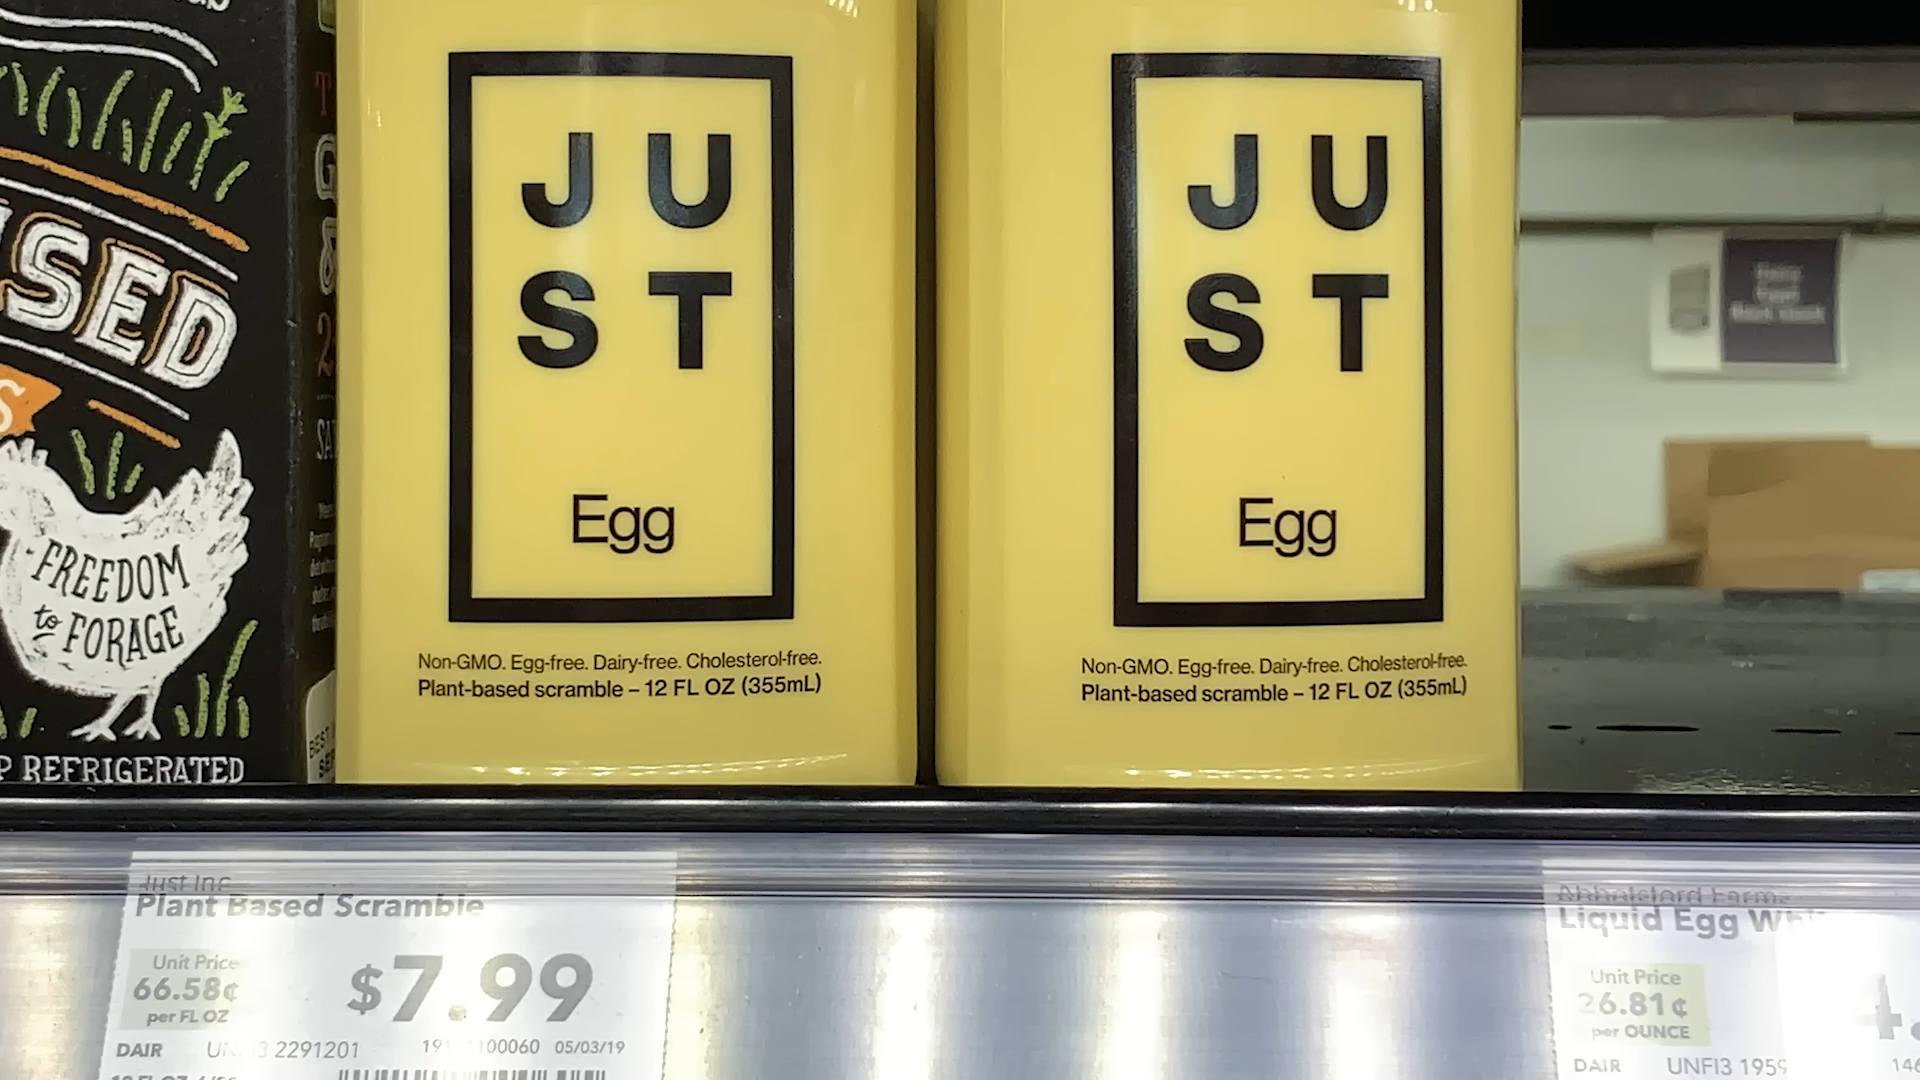 SED
S
FREEDOM
to FORAGE
REFRIGERATED
JU
ST
Egg
Non-GMO. Egg-free. Dairy-free. Cholesterol-free.
Plant-based scramble – 12 FL OZ (355mL)
JU
ST
Egg
Non-GMO. Egg-free. Dairy-free. Cholesterol-free.
Plant-based scramble – 12 FL OZ (355mL)
Just Inc
Plant Based Scramble
Unit Price
66.58¢
per FL OZ
$7.99
DAIR 2291201 05/03/19
Liquid Egg
Unit Price
26.81¢
per OUNCE
DAIR UNFI3 1959